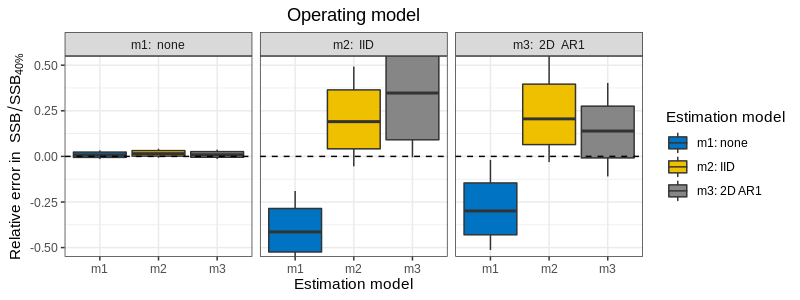 Operating model
m1: none
m2: IID
m3: 2D AR1
Relative error in SSB/SSB40%
0.50
0.25
0.00
-0.25
-0.50
m1 m2 m3
m1 m2 m3
m1 m2 m3
Estimation model
Estimation model
m1: none
m2: IID
m3: 2D AR1